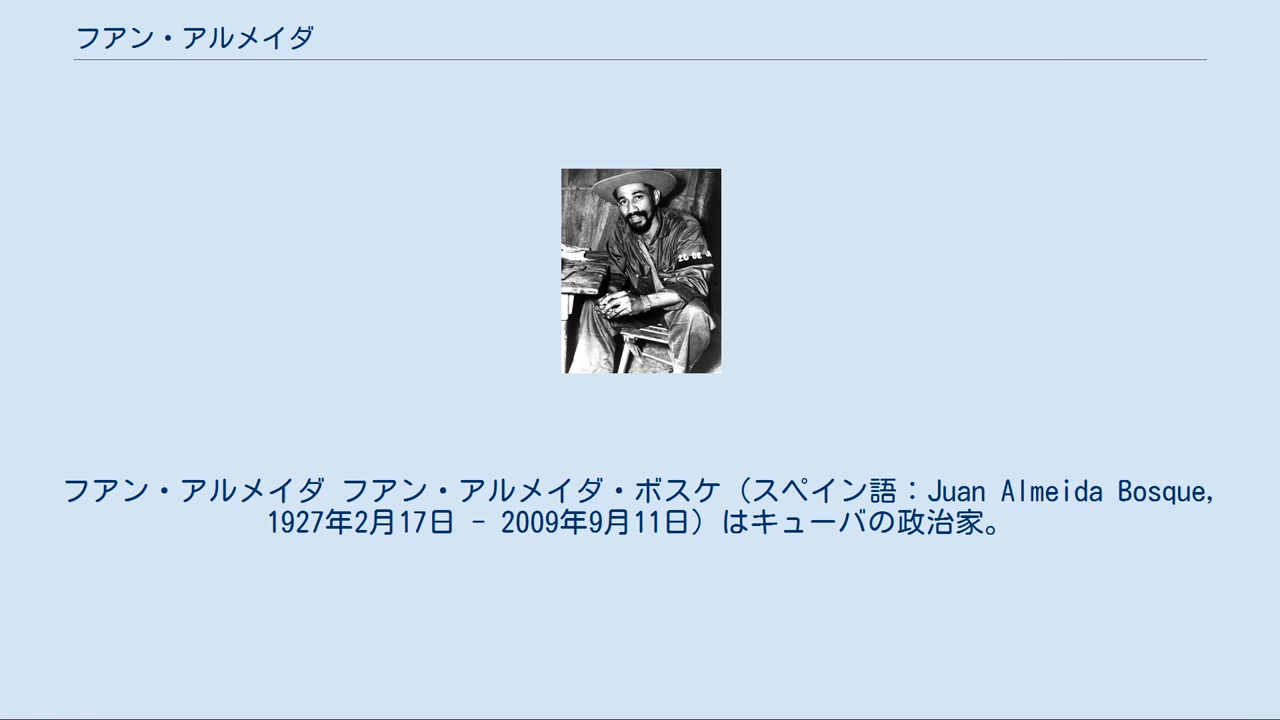 フアン・アルメイダ
26 DE J
フアン・アルメイダ フアン・アルメイダ・ボスケ（スペイン語：Juan Almeida Bosque,
1927年2月17日 - 2009年9月11日）はキューバの政治家。